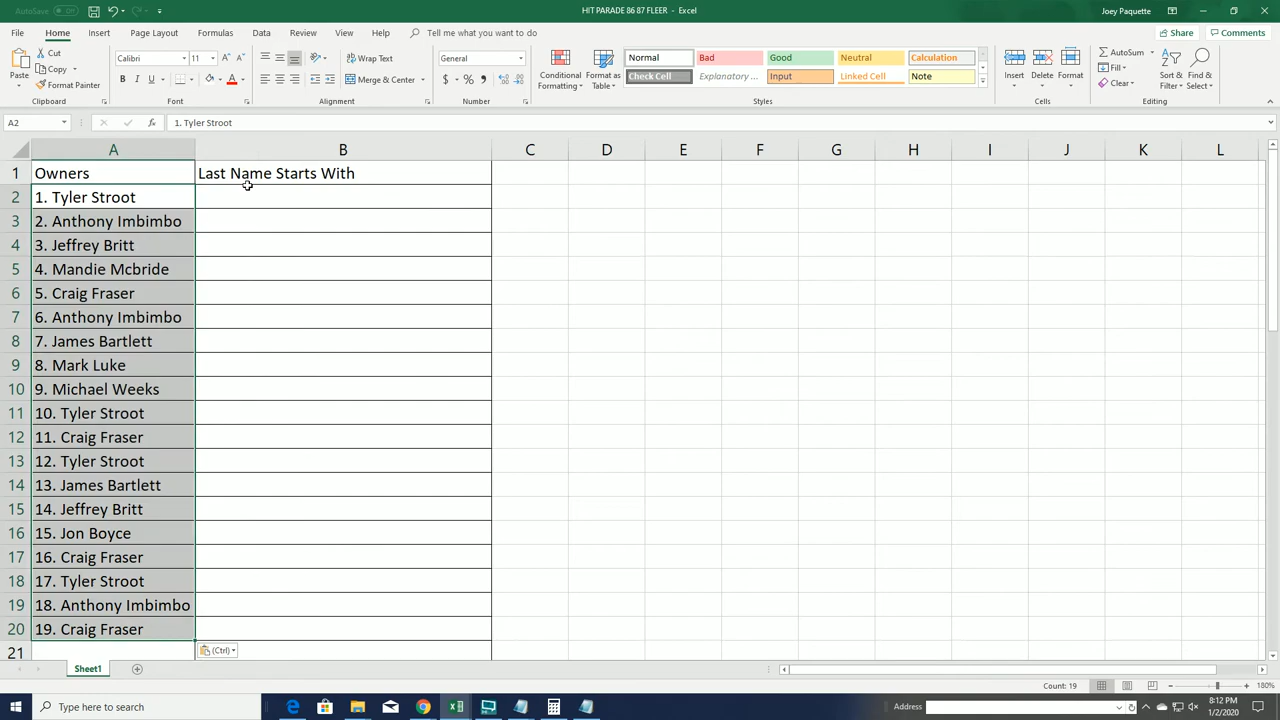 AutoSave Off
HIT PARADE 86 87 FLEER - Excel
Joey Paquette
File Home Insert Page Layout Formulas Data Review View Help Tell me what you want to do
Share Comments
Paste
Cut
Copy
Format Painter
Clipboard
Calibri
B I U
Font
Wrap Text
Merge & Center
Alignment
General
$ % ,
Number
Conditional Formatting
Format as Table
Normal Bad Good Neutral Calculation
Check Cell Explanatory ... Input Linked Cell Note
Styles
Insert Delete Format
Cells
AutoSum
Fill
Clear
Sort & Filter
Find & Select
Editing
A2 fx 1. Tyler Stroot
A B C D E F G H I J K L
1 Owners Last Name Starts With
2 1. Tyler Stroot
3 2. Anthony Imbimbo
4 3. Jeffrey Britt
5 4. Mandie Mcbride
6 5. Craig Fraser
7 6. Anthony Imbimbo
8 7. James Bartlett
9 8. Mark Luke
10 9. Michael Weeks
11 10. Tyler Stroot
12 11. Craig Fraser
13 12. Tyler Stroot
14 13. James Bartlett
15 14. Jeffrey Britt
16 15. Jon Boyce
17 16. Craig Fraser
18 17. Tyler Stroot
19 18. Anthony Imbimbo
20 19. Craig Fraser
21
(Ctrl)
Sheet1
Count: 19
180%
Type here to search
Address
8:12 PM
1/2/2020